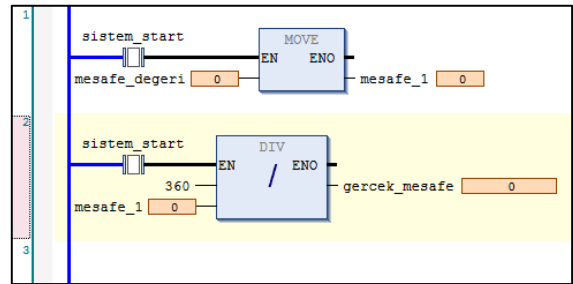 1
sistem_start
MOVE
EN ENO
mesafe_degeri 0 mesafe_1 0
2
sistem_start
DIV
EN ENO
360 / gercek_mesafe 0
mesafe_1 0
3